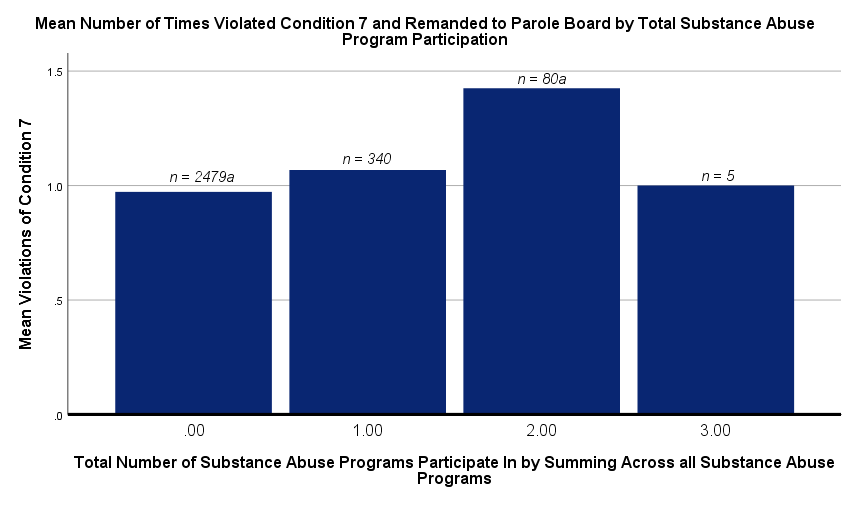 Mean Number of Times Violated Condition 7 and Remanded to Parole Board by Total Substance Abuse
Program Participation
Mean Violations of Condition 7
1.5
1.0
.5
.0
n = 2479a
n = 340
n = 80a
n = 5
.00
1.00
2.00
3.00
Total Number of Substance Abuse Programs Participate In by Summing Across all Substance Abuse
Programs